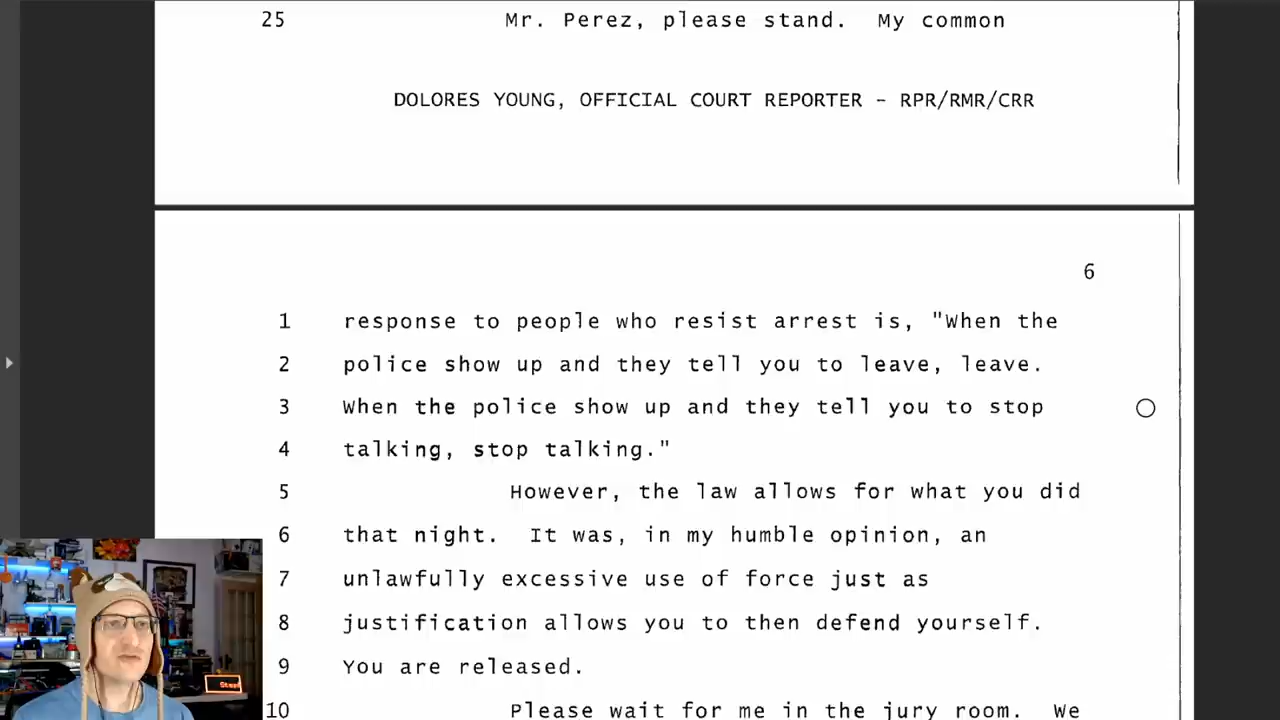 25 Mr. Perez, please stand. My common
DOLORES YOUNG, OFFICIAL COURT REPORTER - RPR/RMR/CRR
6
1 response to people who resist arrest is, "When the
2 police show up and they tell you to leave, leave.
3 When the police show up and they tell you to stop
4 talking, stop talking."
5 However, the law allows for what you did
6 that night. It was, in my humble opinion, an
7 unlawfully excessive use of force just as
8 justification allows you to then defend yourself.
9 You are released.
10 Please wait for me in the jury room. We